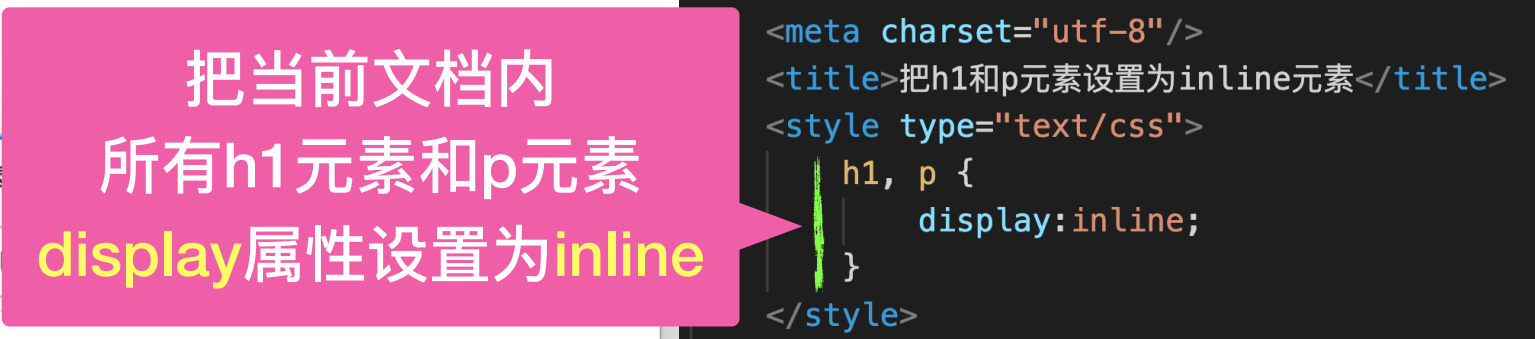 把当前文档内
所有h1元素和p元素
display属性设置为inline
<meta charset="utf-8"/>
<title>把h1和p元素设置为inline元素</title>
<style type="text/css">
h1, p {
display:inline;
}
</style>